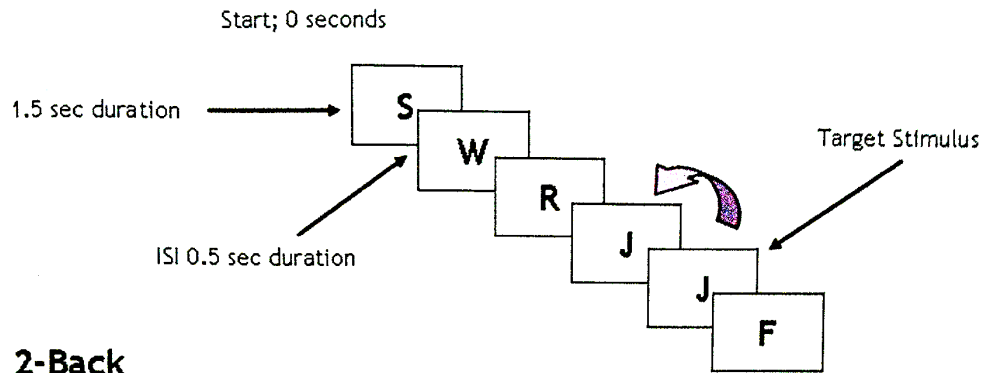 Start; 0 seconds
1.5 sec duration
S
W
Target Stimulus
R
ISI 0.5 sec duration
J
J
F
2-Back